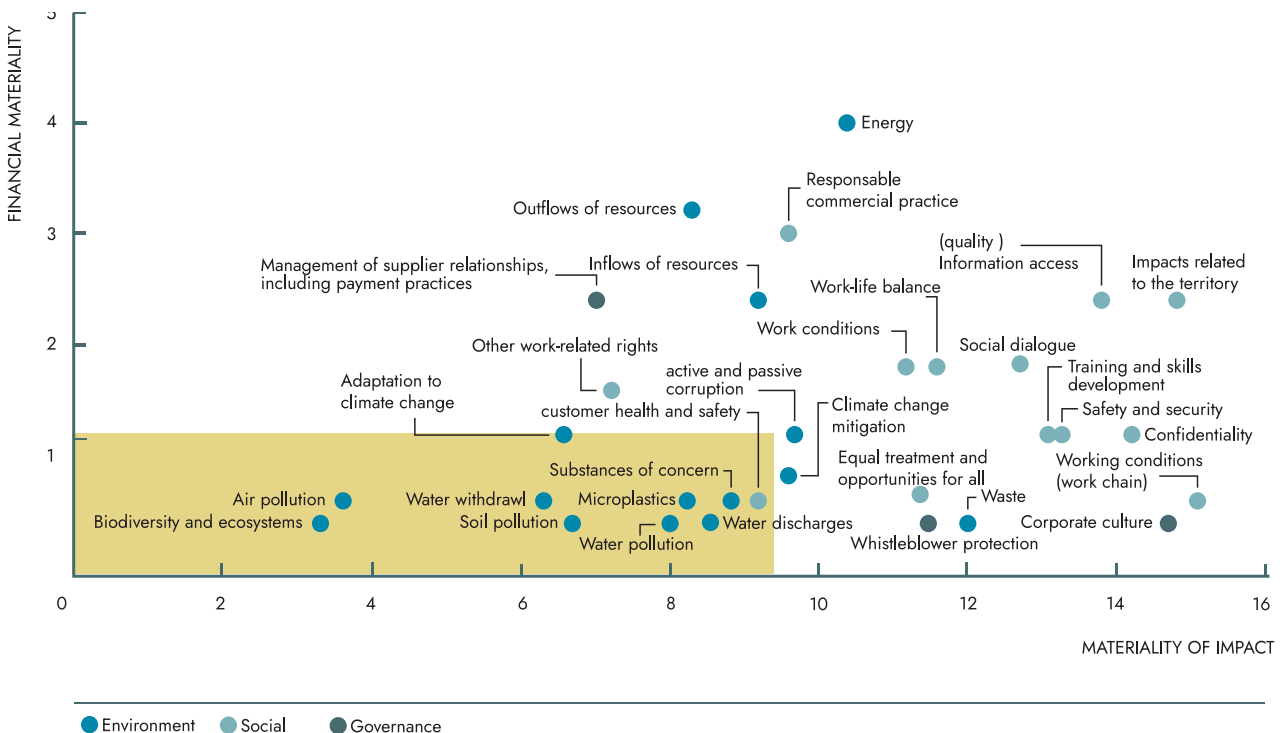 5
FINANCIAL MATERIALITY
4
Energy
Responsable
commercial practice
Outflows of resources
3
(quality )
Information access
Impacts related
to the territory
Management of supplier relationships,
including payment practices
Inflows of resources
Work-life balance
Work conditions
2
Other work-related rights
Social dialogue
active and passive
corruption
Training and skills
development
Adaptation to
climate change
customer health and safety
Climate change
mitigation
Safety and security
Confidentiality
1
Equal treatment and
opportunities for all
Working conditions
(work chain)
Substances of concern
Air pollution
Water withdrawl
Microplastics
Waste
Biodiversity and ecosystems
Soil pollution
Water discharges
Corporate culture
Water pollution
Whistleblower protection
0
2
4
6
8
10
12
14
16
MATERIALITY OF IMPACT
Environment
Social
Governance